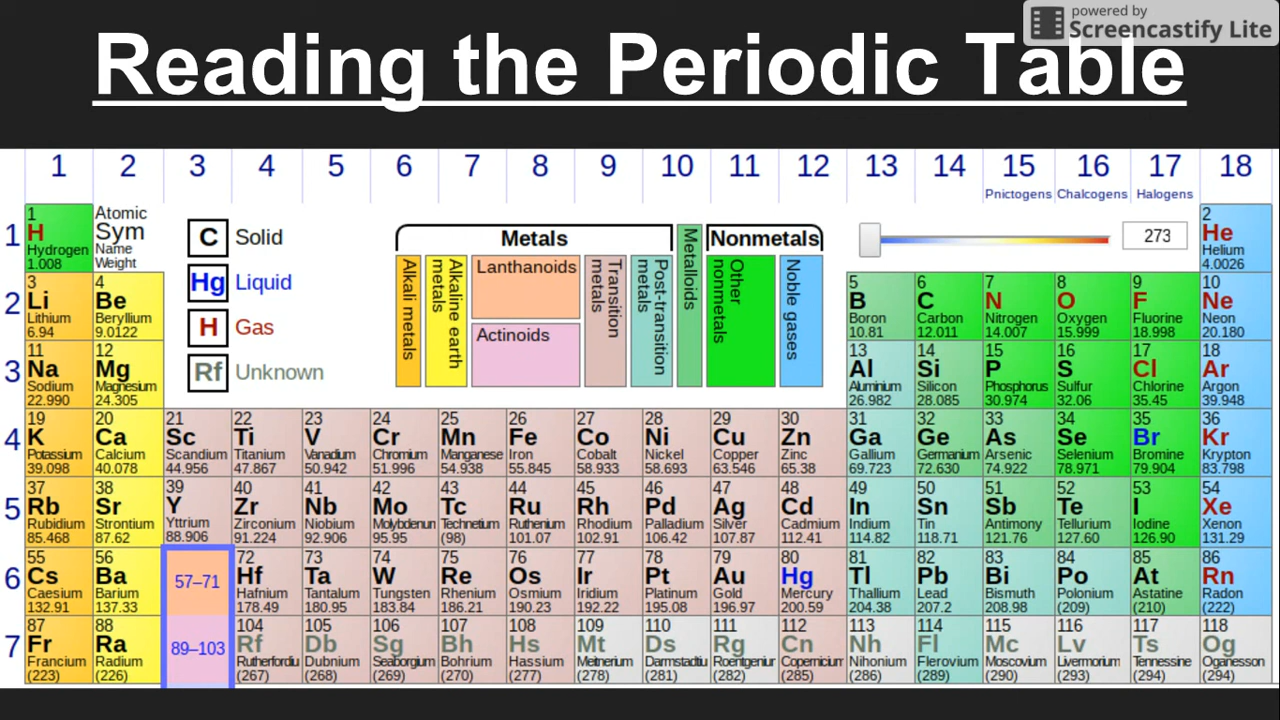 powered by
Screencastify Lite
Reading the Periodic Table
1 2 3 4 5 6 7 8 9 10 11 12 13 14 15 16 17 18
Pnictogens Chalcogens Halogens
1
1
H
Hydrogen
1.008
Atomic
Sym
Name
Weight
C Solid
Hg Liquid
H Gas
Rf Unknown
Metals
Metalloids
Nonmetals
Alkali metals
Alkaline earth metals
Lanthanoids
Actinoids
Transition metals
Post-transition metals
Other nonmetals
Noble gases
273
2
He
Helium
4.0026
2
3 4 5 6 7 8 9 10
Li Be B C N O F Ne
Lithium Beryllium Boron Carbon Nitrogen Oxygen Fluorine Neon
6.94 9.0122 10.81 12.011 14.007 15.999 18.998 20.180
3
11 12 13 14 15 16 17 18
Na Mg Al Si P S Cl Ar
Sodium Magnesium Aluminium Silicon Phosphorus Sulfur Chlorine Argon
22.990 24.305 26.982 28.085 30.974 32.06 35.45 39.948
4
19 20 21 22 23 24 25 26 27 28 29 30 31 32 33 34 35 36
K Ca Sc Ti V Cr Mn Fe Co Ni Cu Zn Ga Ge As Se Br Kr
Potassium Calcium Scandium Titanium Vanadium Chromium Manganese Iron Cobalt Nickel Copper Zinc Gallium Germanium Arsenic Selenium Bromine Krypton
39.098 40.078 44.956 47.867 50.942 51.996 54.938 55.845 58.933 58.693 63.546 65.38 69.723 72.630 74.922 78.971 79.904 83.798
5
37 38 39 40 41 42 43 44 45 46 47 48 49 50 51 52 53 54
Rb Sr Y Zr Nb Mo Tc Ru Rh Pd Ag Cd In Sn Sb Te I Xe
Rubidium Strontium Yttrium Zirconium Niobium Molybdenun Technetium Ruthenium Rhodium Palladium Silver Cadmium Indium Tin Antimony Tellurium Iodine Xenon
85.468 87.62 88.906 91.224 92.906 95.95 (98) 101.07 102.91 106.42 107.87 112.41 114.82 118.71 121.76 127.60 126.90 131.29
6
55 56 57–71 72 73 74 75 76 77 78 79 80 81 82 83 84 85 86
Cs Ba Hf Ta W Re Os Ir Pt Au Hg Tl Pb Bi Po At Rn
Caesium Barium Hafnium Tantalum Tungsten Rhenium Osmium Iridium Platinum Gold Mercury Thallium Lead Bismuth Polonium Astatine Radon
132.91 137.33 178.49 180.95 183.84 186.21 190.23 192.22 195.08 196.97 200.59 204.38 207.2 208.98 (209) (210) (222)
7
87 88 89–103 104 105 106 107 108 109 110 111 112 113 114 115 116 117 118
Fr Ra Rf Db Sg Bh Hs Mt Ds Rg Cn Nh Fl Mc Lv Ts Og
Francium Radium Rutherfordiu Dubnium Seaborgium Bohrium Hassium Meitnerium Darmstadtiu Roentgeniur Copernicium Nihonium Flerovium Moscovium Livermorium Tennessine Oganesson
(223) (226) (267) (268) (269) (270) (277) (278) (281) (282) (285) (286) (289) (290) (293) (294) (294)